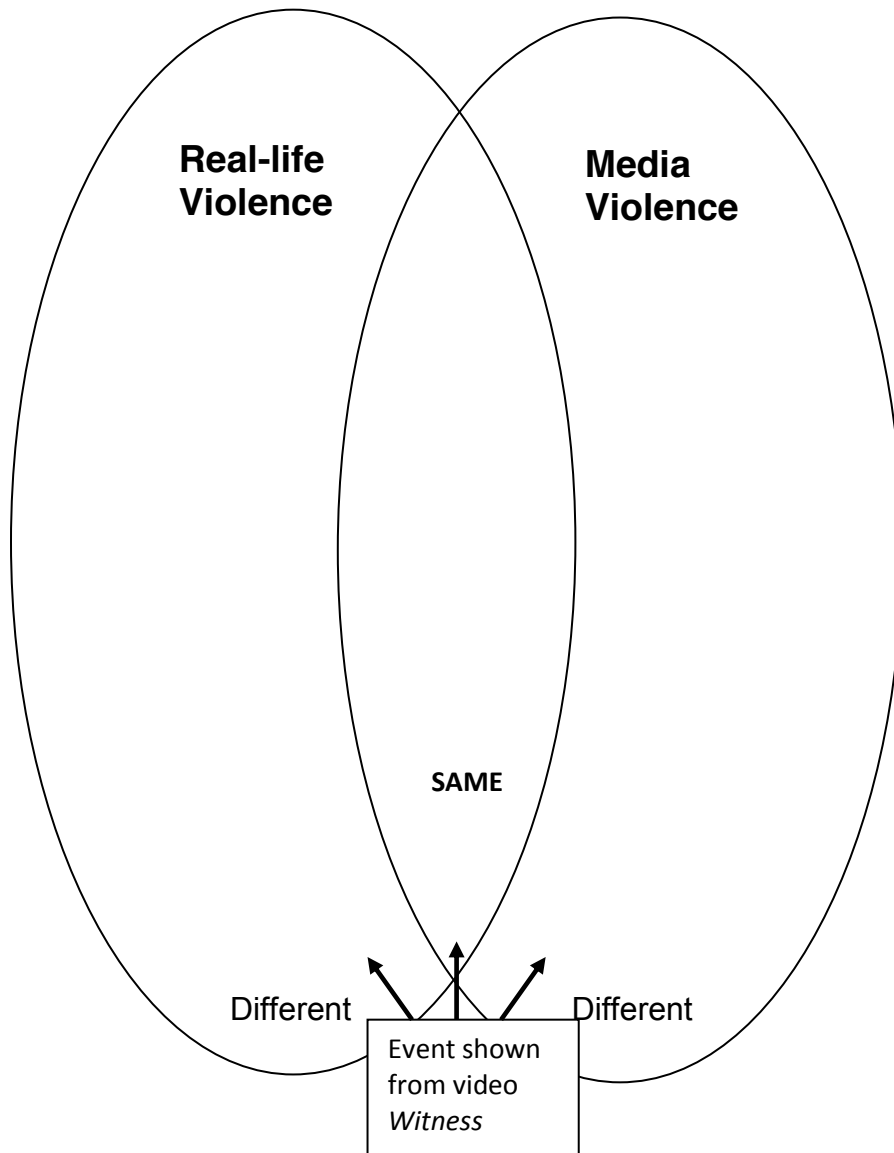 Real-life
Violence
Media
Violence
SAME
Different
Different
Event shown
from video
Witness